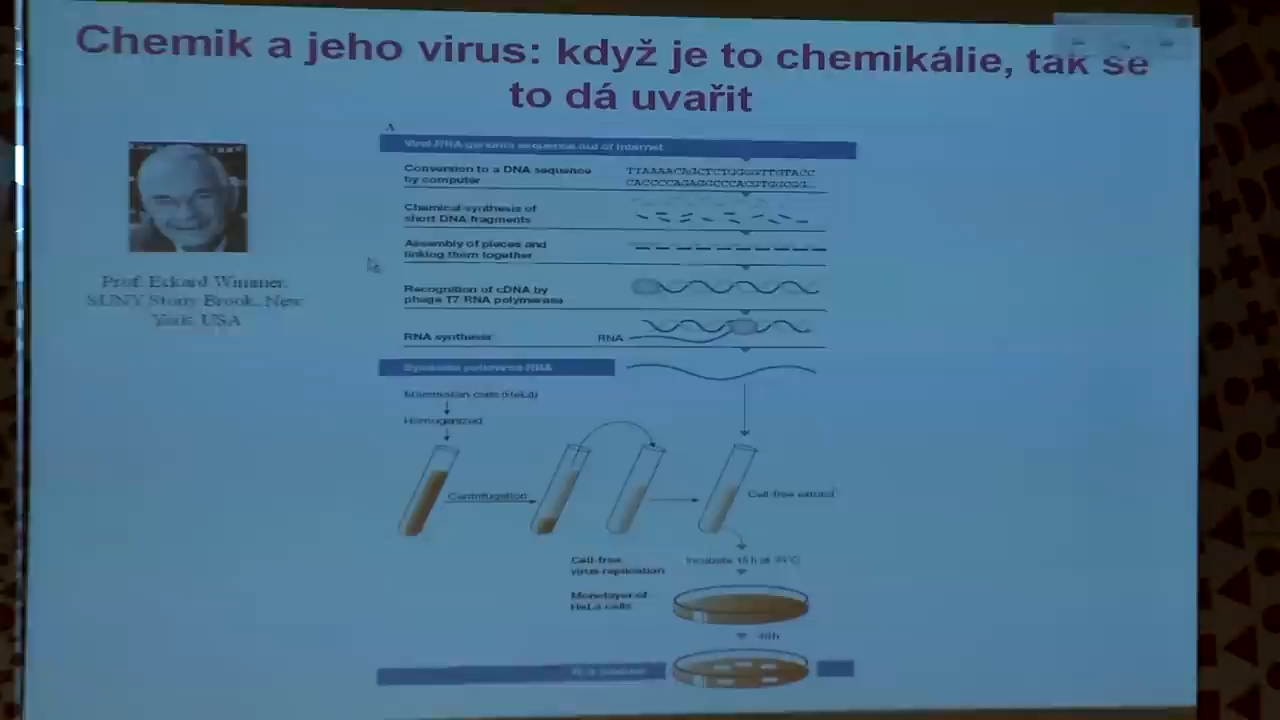 Chemik a jeho virus: když je to chemikálie, tak se
to dá uvařit
A
Viral RNA genome sequence out of Internet
Conversion to a DNA sequence
by computer
TTAAAACAGCTCTGGGGTTGTACC
CACCCCAGAGGCCCACGTGGCGG...
Chemical synthesis of
short DNA fragments
Assembly of pieces and
linking them together
Prof. Eckard Wimmer,
SUNY Stony Brook, New
York, USA
Recognition of cDNA by
phage T7 RNA polymerase
RNA synthesis
RNA
Synthetic poliovirus RNA
Mammalian cells (HeLa)
Homogenized
Centrifugation
Cell-free extract
Cell-free
virus replication
Incubate 15 h at
Monolayer of
HeLa cells
48h